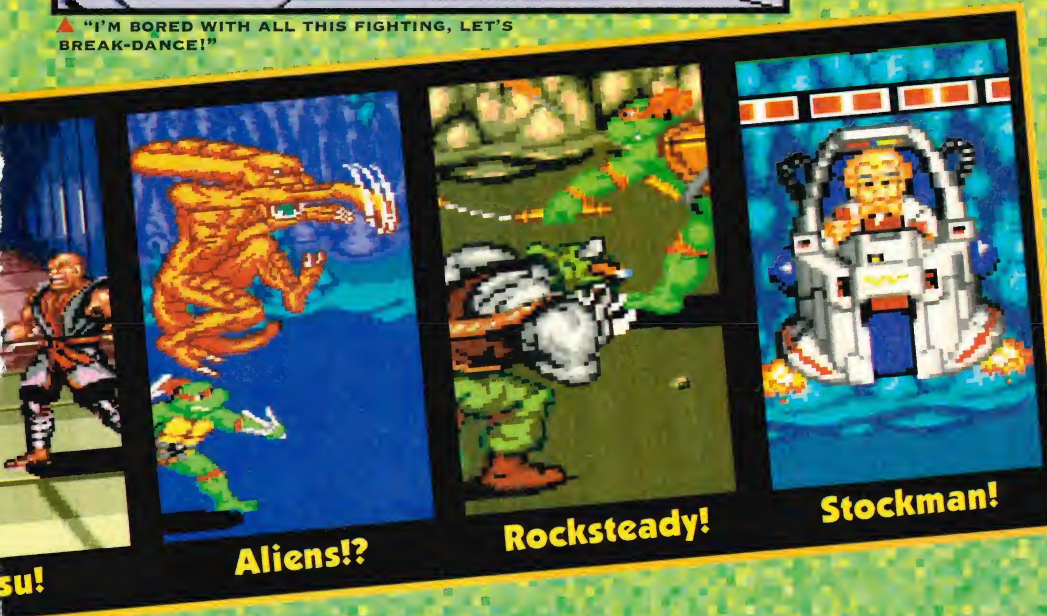 "I'M BORED WITH ALL THIS FIGHTING, LET'S
BREAK-DANCE!"
su!
Aliens!?
Rocksteady!
Stockman!